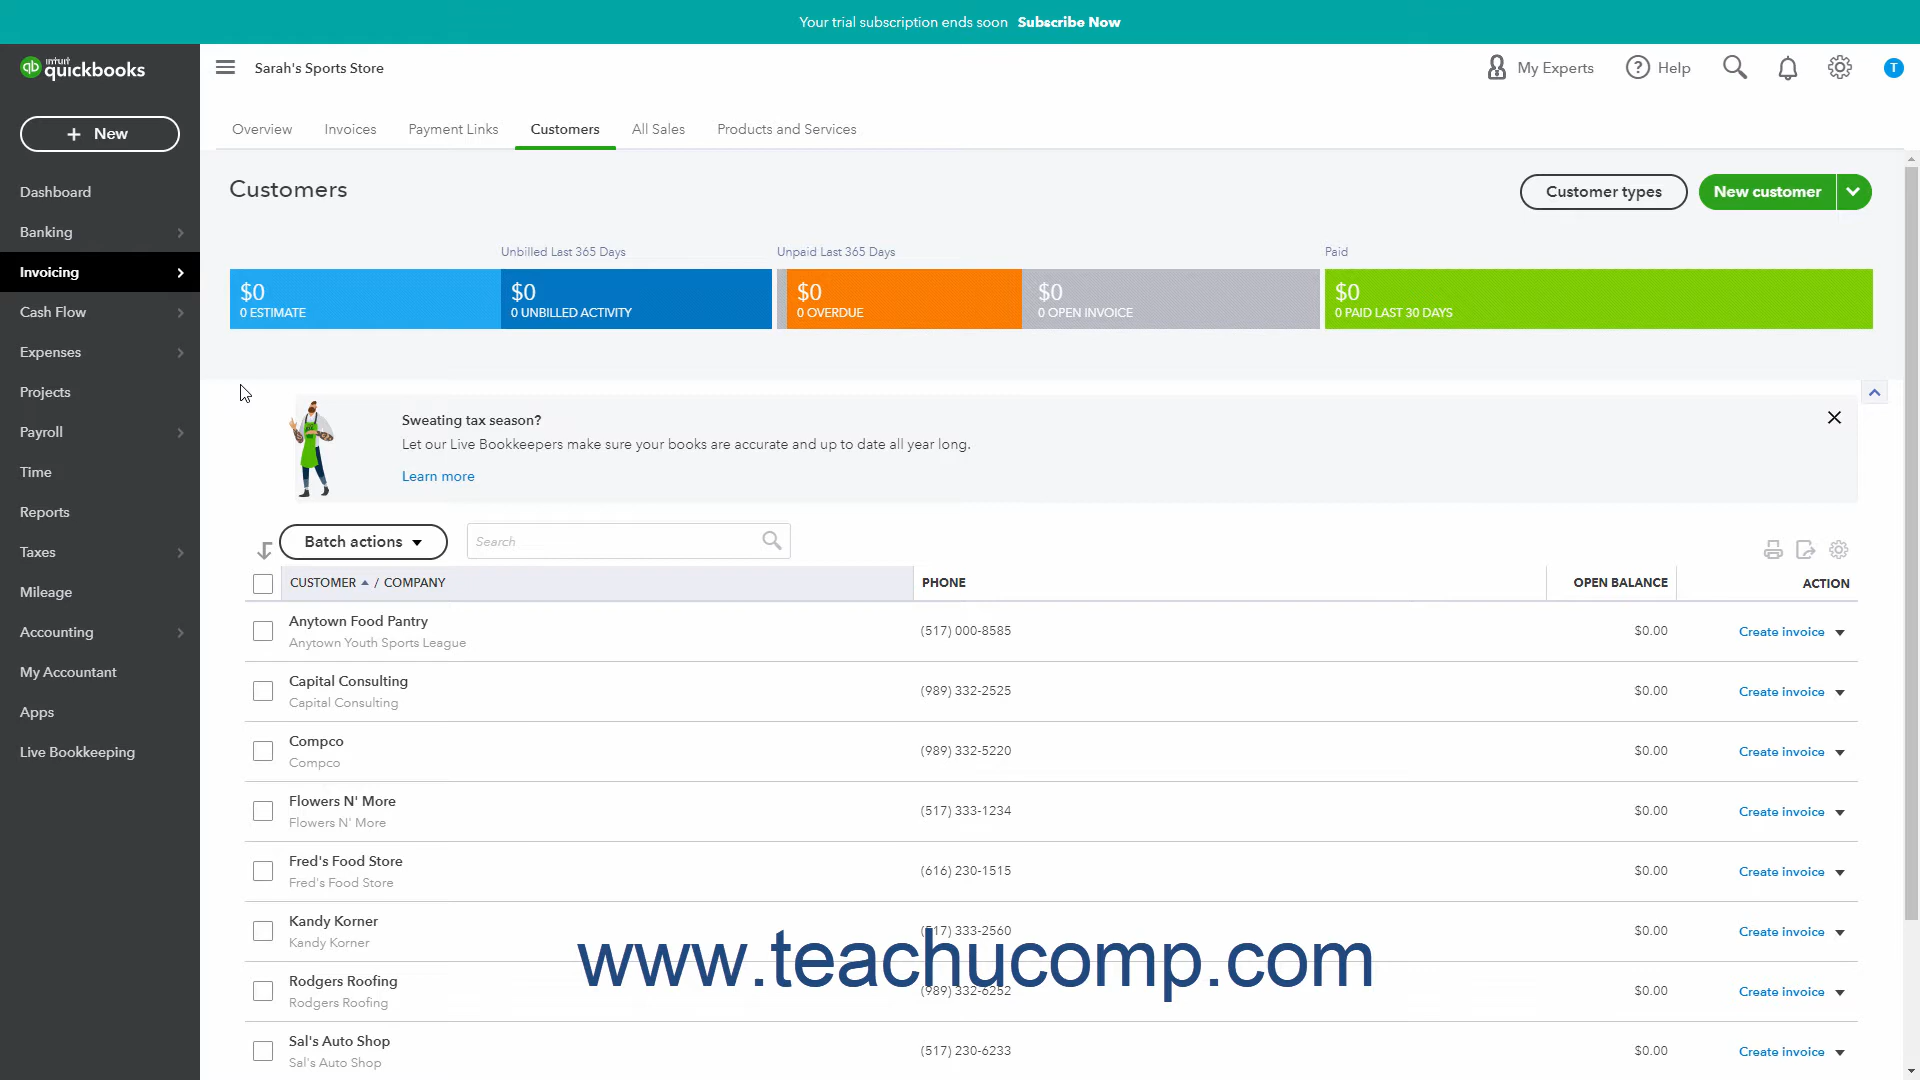 Your trial subscription ends soon Subscribe Now
intuit
quickbooks
Sarah's Sports Store
My Experts
Help
T
New
Overview
Invoices
Payment Links
Customers
All Sales
Products and Services
Dashboard
Banking
Invoicing
Cash Flow
Expenses
Projects
Payroll
Time
Reports
Taxes
Mileage
Accounting
My Accountant
Apps
Live Bookkeeping
Customers
Customer types
New customer
Unbilled Last 365 Days
Unpaid Last 365 Days
Paid
$0
0 ESTIMATE
$0
0 UNBILLED ACTIVITY
$0
0 OVERDUE
$0
0 OPEN INVOICE
$0
0 PAID LAST 30 DAYS
Sweating tax season?
Let our Live Bookkeepers make sure your books are accurate and up to date all year long.
Learn more
Batch actions
Search
CUSTOMER / COMPANY PHONE OPEN BALANCE ACTION
Anytown Food Pantry
Anytown Youth Sports League
(517) 000-8585 $0.00 Create invoice
Capital Consulting
Capital Consulting
(989) 332-2525 $0.00 Create invoice
Compco
Compco
(989) 332-5220 $0.00 Create invoice
Flowers N' More
Flowers N' More
(517) 333-1234 $0.00 Create invoice
Fred's Food Store
Fred's Food Store
(616) 230-1515 $0.00 Create invoice
Kandy Korner
Kandy Korner
(517) 333-2560 $0.00 Create invoice
www.teachucomp.com
Rodgers Roofing
Rodgers Roofing
(989) 332-6252 $0.00 Create invoice
Sal's Auto Shop
Sal's Auto Shop
(517) 230-6233 $0.00 Create invoice